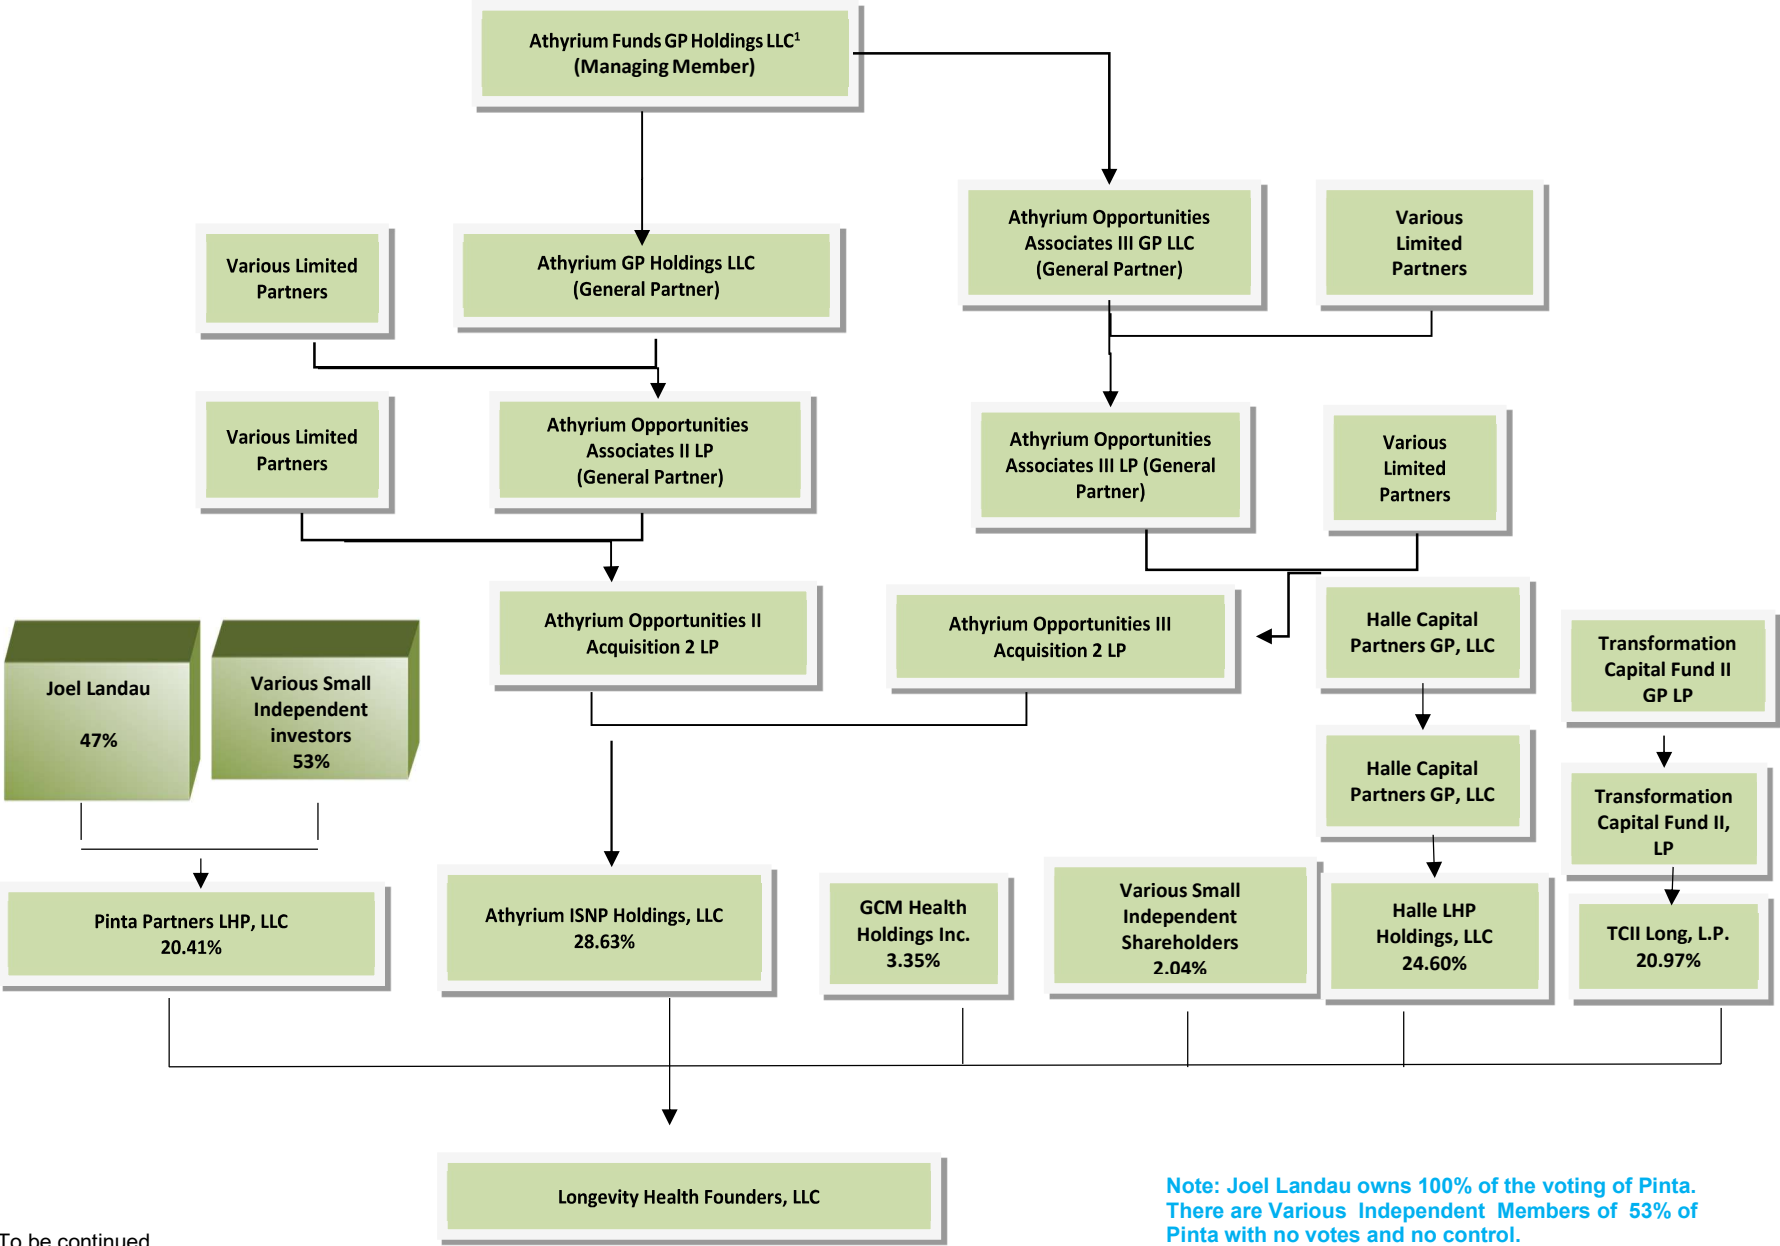 Athyrium Funds GP Holdings LLC1
(Managing Member)
Athyrium Opportunities
Associates III GP LLC
(General Partner)
Various
Limited
Partners
Various Limited
Partners
Athyrium GP Holdings LLC
(General Partner)
Various Limited
Partners
Athyrium Opportunities
Associates II LP
(General Partner)
Athyrium Opportunities
Associates III LP (General
Partner)
Various
Limited
Partners
Joel Landau
47%
Various Small
Independent
investors
53%
Athyrium Opportunities II
Acquisition 2 LP
Athyrium Opportunities III
Acquisition 2 LP
Halle Capital
Partners GP, LLC
Transformation
Capital Fund II
GP LP
Halle Capital
Partners GP, LLC
Transformation
Capital Fund II,
LP
Pinta Partners LHP, LLC
20.41%
Athyrium ISNP Holdings, LLC
28.63%
GCM Health
Holdings Inc.
3.35%
Various Small
Independent
Shareholders
2.04%
Halle LHP
Holdings, LLC
24.60%
TCII Long, L.P.
20.97%
Longevity Health Founders, LLC
Note: Joel Landau owns 100% of the voting of Pinta.
There are Various Independent Members of 53% of
Pinta with no votes and no control.
To be continued